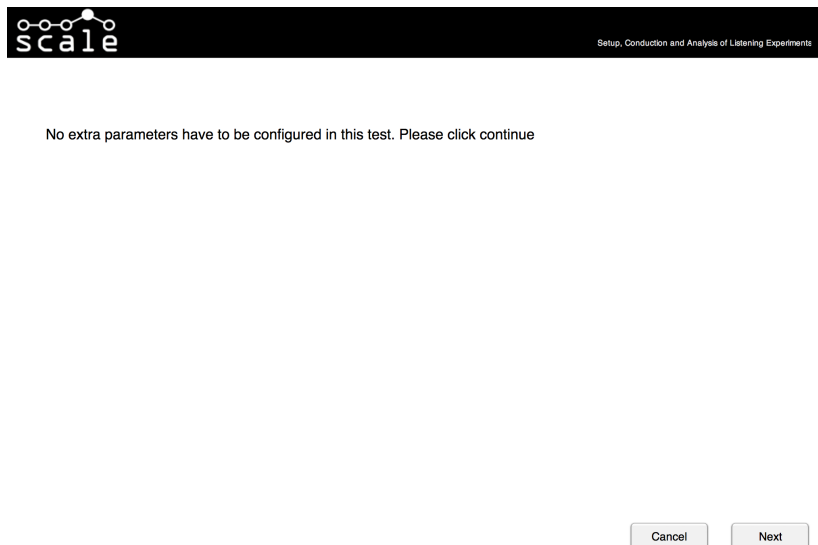 scale
Setup, Conduction and Analysis of Listening Experiments
No extra parameters have to be configured in this test. Please click continue
Cancel
Next